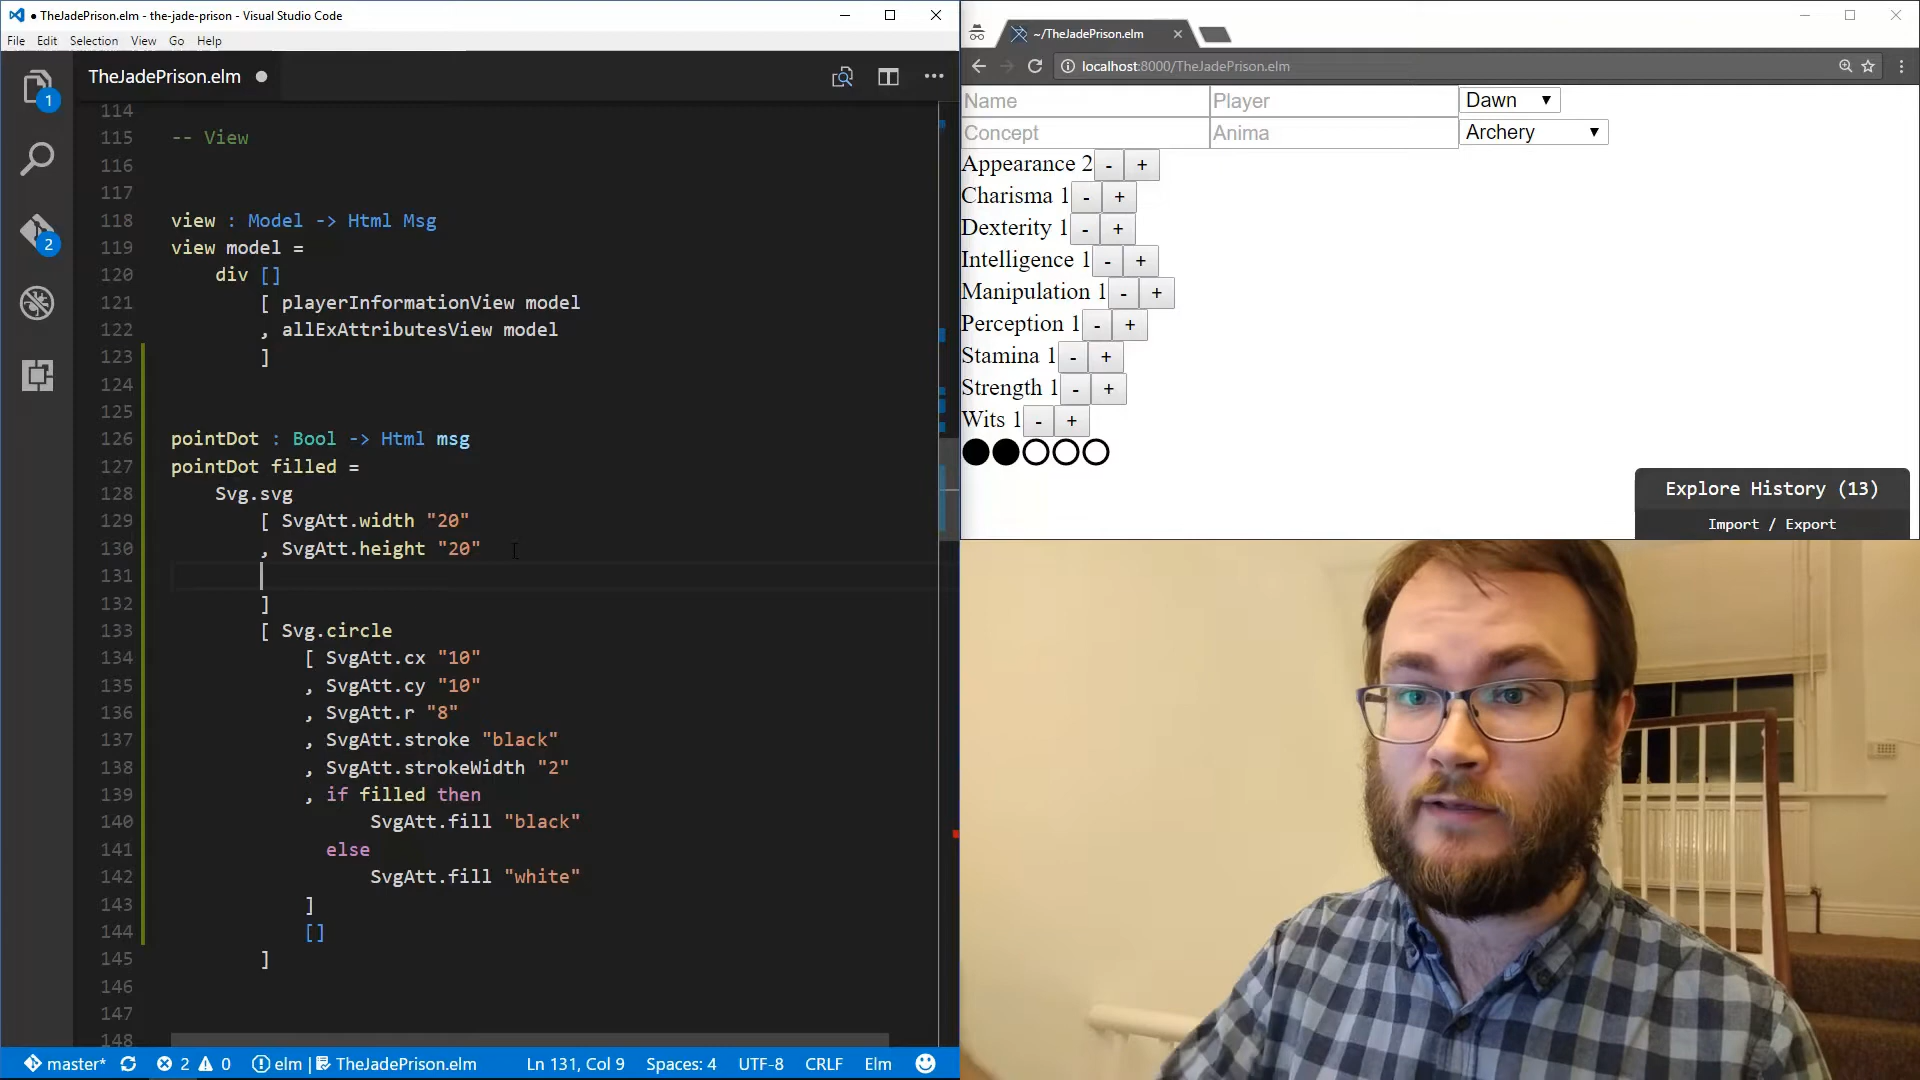 ● TheJadePrison.elm - the-jade-prison - Visual Studio Code
File Edit Selection View Go Help
TheJadePrison.elm
1
2
114
115 -- View
116
117
118 view : Model -> Html Msg
119 view model =
120 div []
121 [ playerInformationView model
122 , allExAttributesView model
123 ]
124
125
126 pointDot : Bool -> Html msg
127 pointDot filled =
128 Svg.svg
129 [ SvgAtt.width "20"
130 , SvgAtt.height "20"
131
132 ]
133 [ Svg.circle
134 [ SvgAtt.cx "10"
135 , SvgAtt.cy "10"
136 , SvgAtt.r "8"
137 , SvgAtt.stroke "black"
138 , SvgAtt.strokeWidth "2"
139 , if filled then
140 SvgAtt.fill "black"
141 else
142 SvgAtt.fill "white"
143 ]
144 []
145 ]
146
147
148
master* 2 0 elm | TheJadePrison.elm Ln 131, Col 9 Spaces: 4 UTF-8 CRLF Elm
~/TheJadePrison.elm
localhost:8000/TheJadePrison.elm
Name Player Dawn
Concept Anima Archery
Appearance 2 - +
Charisma 1 - +
Dexterity 1 - +
Intelligence 1 - +
Manipulation 1 - +
Perception 1 - +
Stamina 1 - +
Strength 1 - +
Wits 1 - +
Explore History (13)
Import / Export